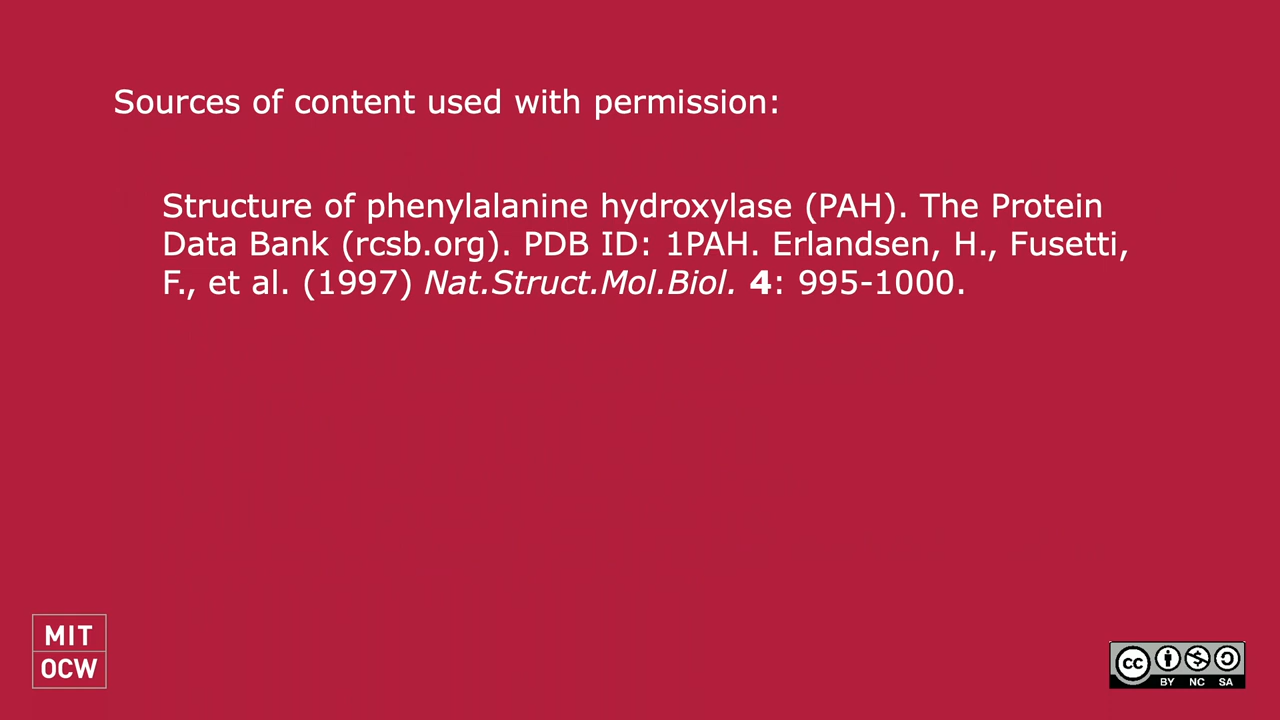 Sources of content used with permission:
Structure of phenylalanine hydroxylase (PAH). The Protein
Data Bank (rcsb.org). PDB ID: 1PAH. Erlandsen, H., Fusetti,
F., et al. (1997) Nat.Struct.Mol.Biol. 4: 995-1000.
MIT
OCW
cc
BY NC SA